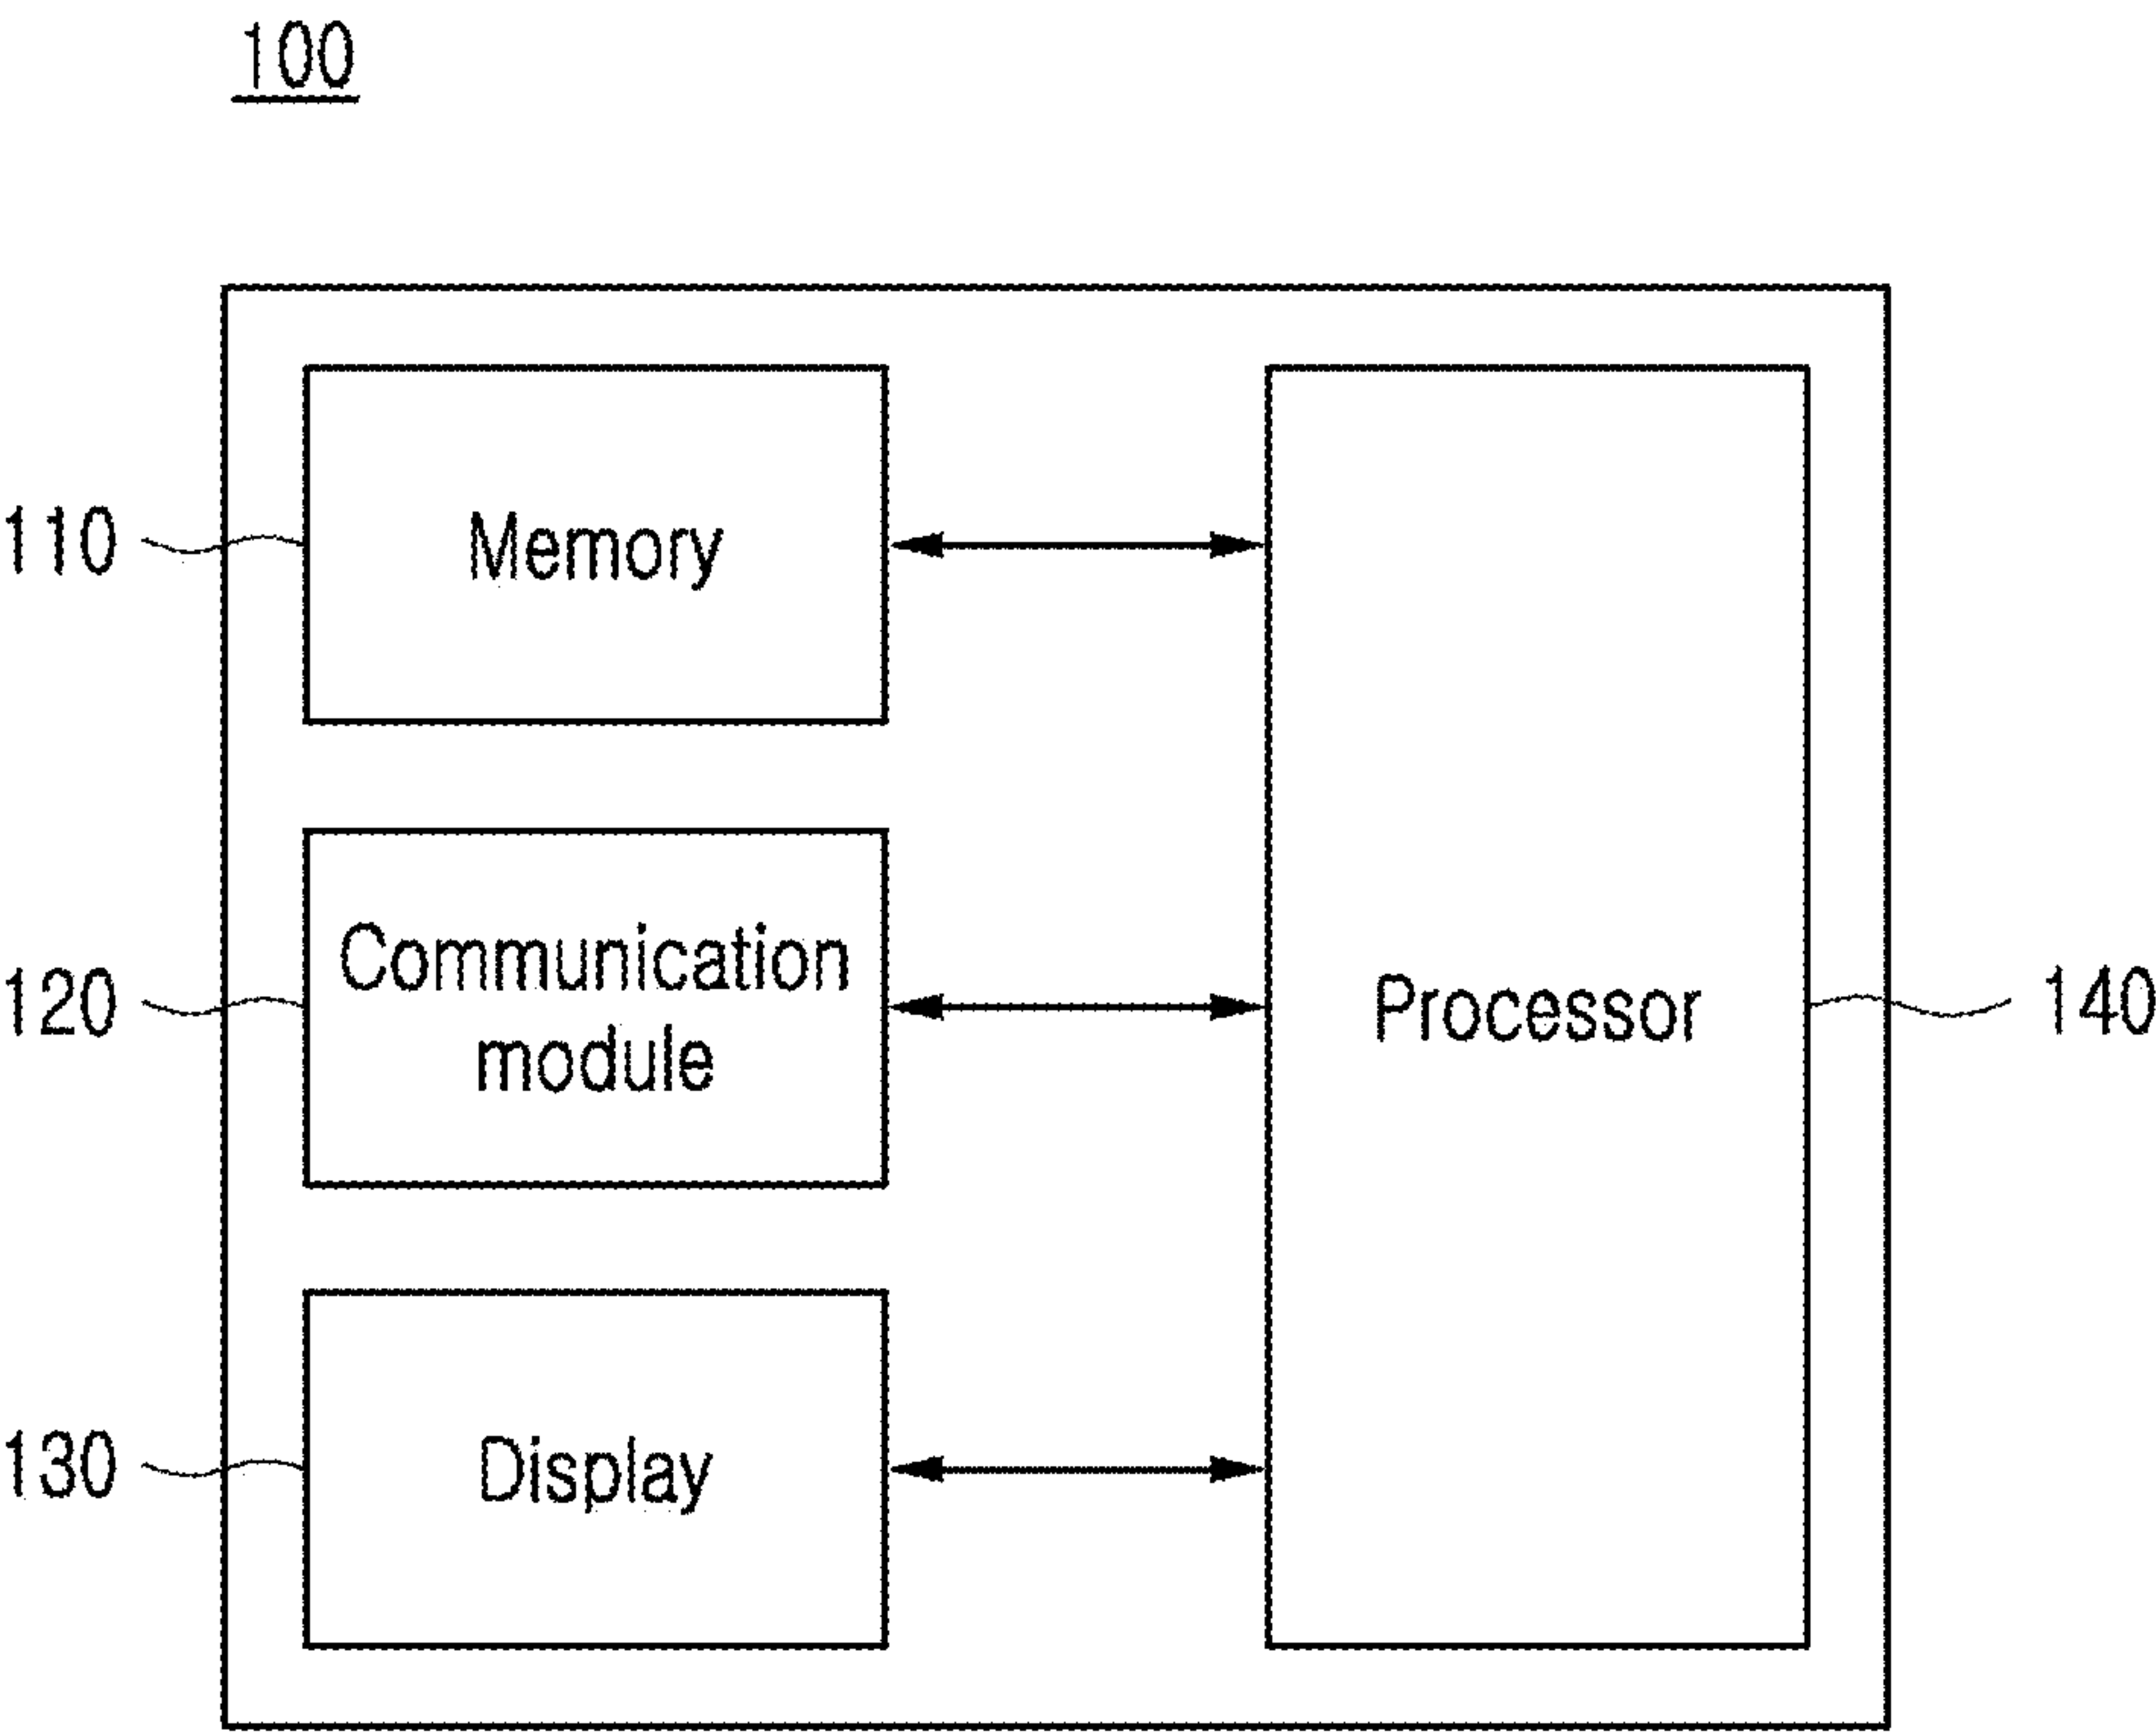 100
110
Memory
120
Communication
module
Processor
140
130
Display